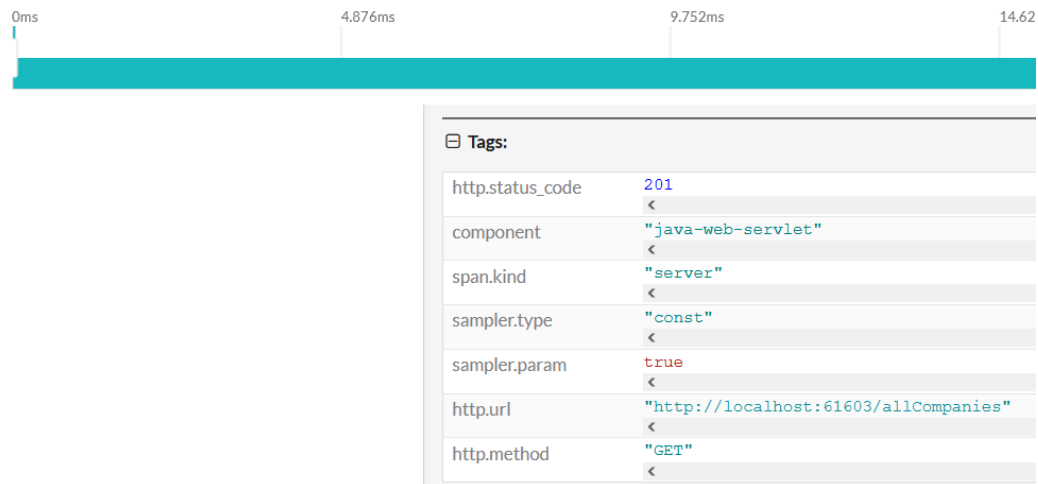 0ms 4.876ms 9.752ms 14.62
Tags:
http.status_code 201
component "java-web-servlet"
span.kind "server"
sampler.type "const"
sampler.param true
http.url "http://localhost:61603/allCompanies"
http.method "GET"